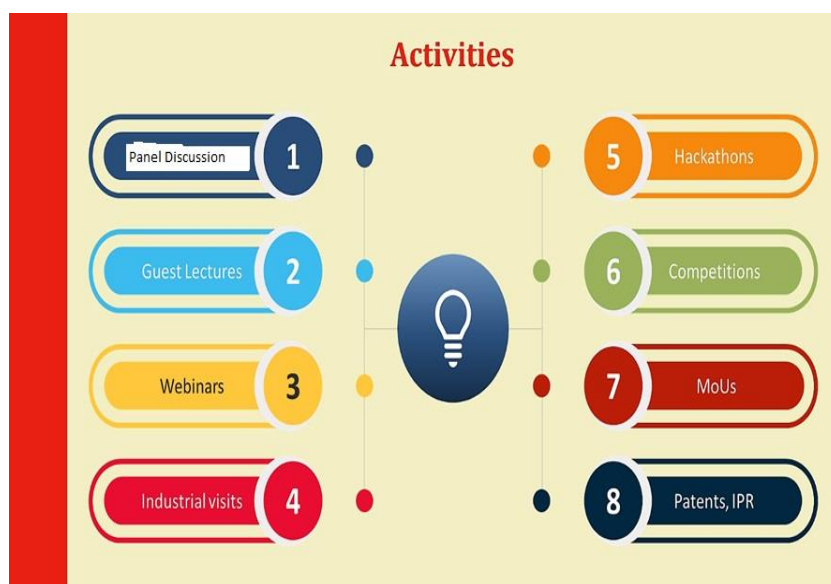 Activities
Panel Discussion 1
Guest Lectures 2
Webinars 3
Industrial visits 4
5 Hackathons
6 Competitions
7 MoUs
8 Patents, IPR